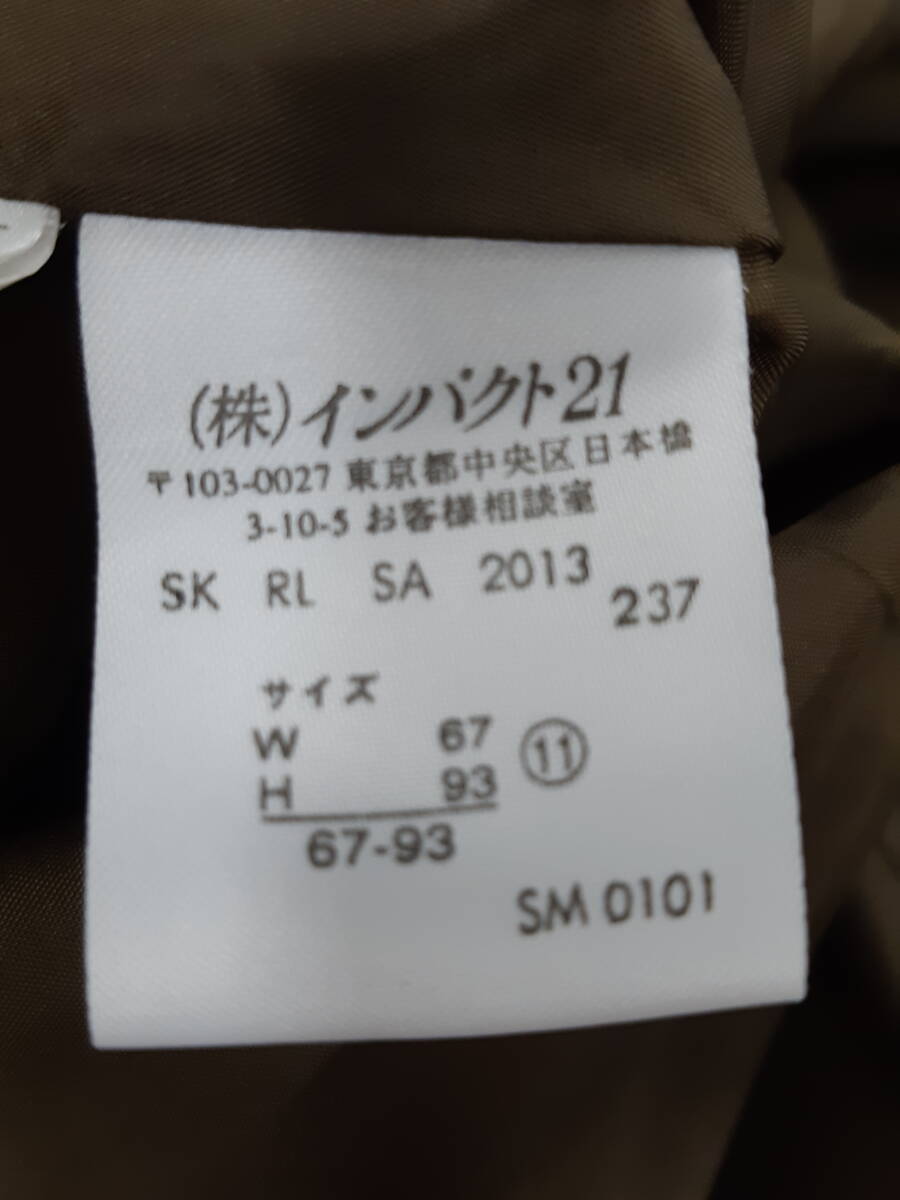 (株)インパクト21
〒103-0027 東京都中央区日本橋
3-10-5 お客様相談室
SK RL SA 2013 237
サイズ
W 67 ⑪
H 93
67-93
SM 0101